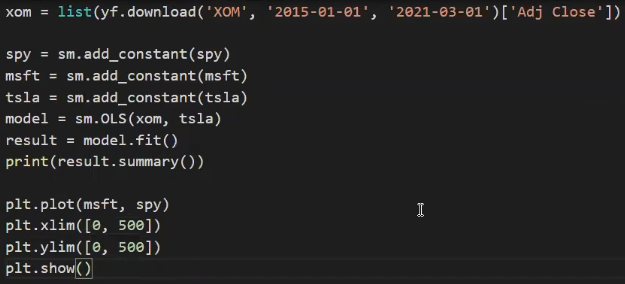 xom = list(yf.download('XOM', '2015-01-01', '2021-03-01')['Adj Close'])
spy = sm.add_constant(spy)
msft = sm.add_constant(msft)
tsla = sm.add_constant(tsla)
model = sm.OLS(xom, tsla)
result = model.fit()
print(result.summary())
plt.plot(msft, spy)
plt.xlim([0, 500])
plt.ylim([0, 500])
plt.show()